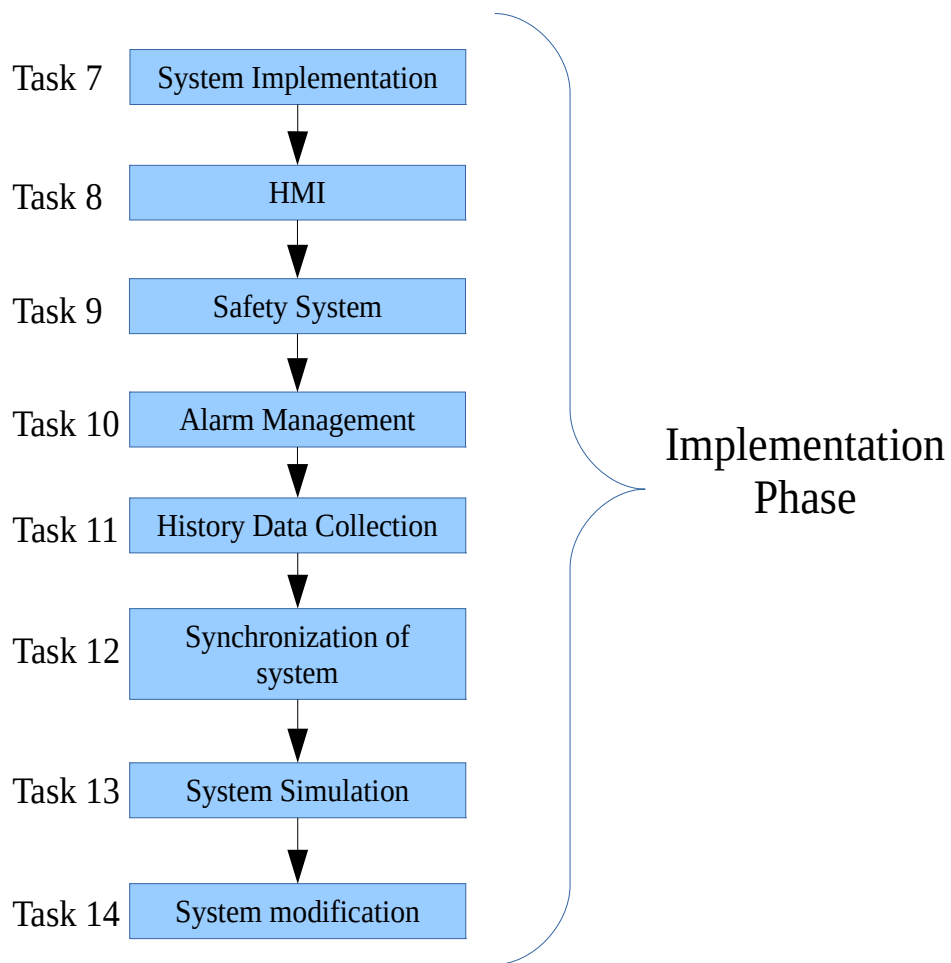 Task 7
System Implementation
Task 8
HMI
Task 9
Safety System
Task 10
Alarm Management
Task 11
History Data Collection
Task 12
Synchronization of
system
Task 13
System Simulation
Task 14
System modification
Implementation
Phase